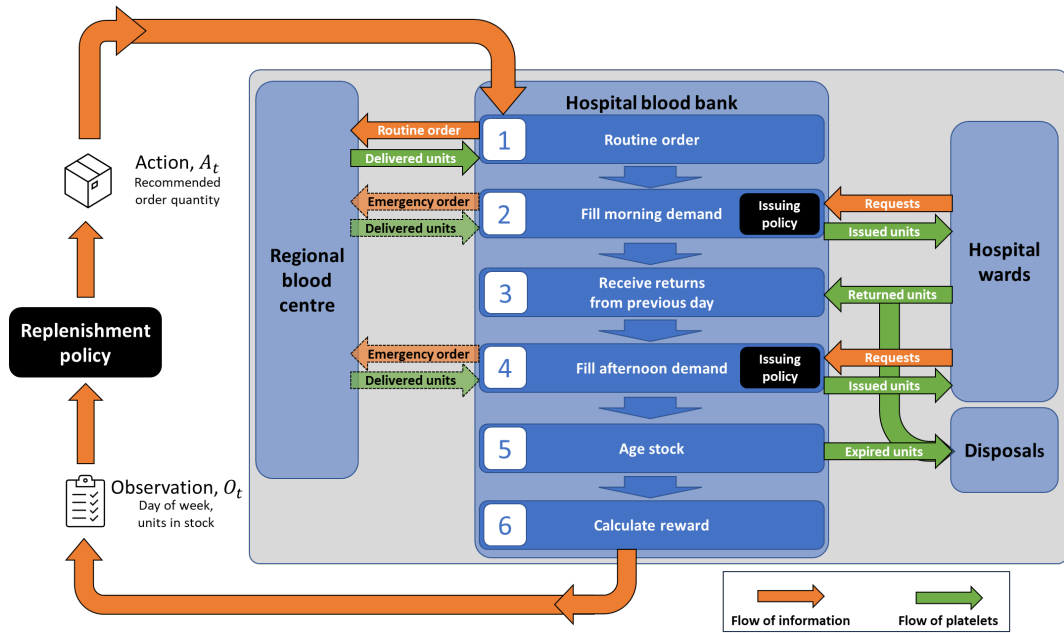 Hospital blood bank
Routine order
Delivered units
1
Routine order
Action, Aₜ
Recommended
order quantity
Emergency order
Delivered units
2
Fill morning demand
Issuing
policy
Requests
Issued units
Regional
blood
centre
Hospital
wards
3
Receive returns
from previous day
Returned units
Replenishment
policy
Emergency order
Delivered units
4
Fill afternoon demand
Issuing
policy
Requests
Issued units
5
Age stock
Expired units
Disposals
Observation, Oₜ
Day of week,
units in stock
6
Calculate reward
Flow of information
Flow of platelets